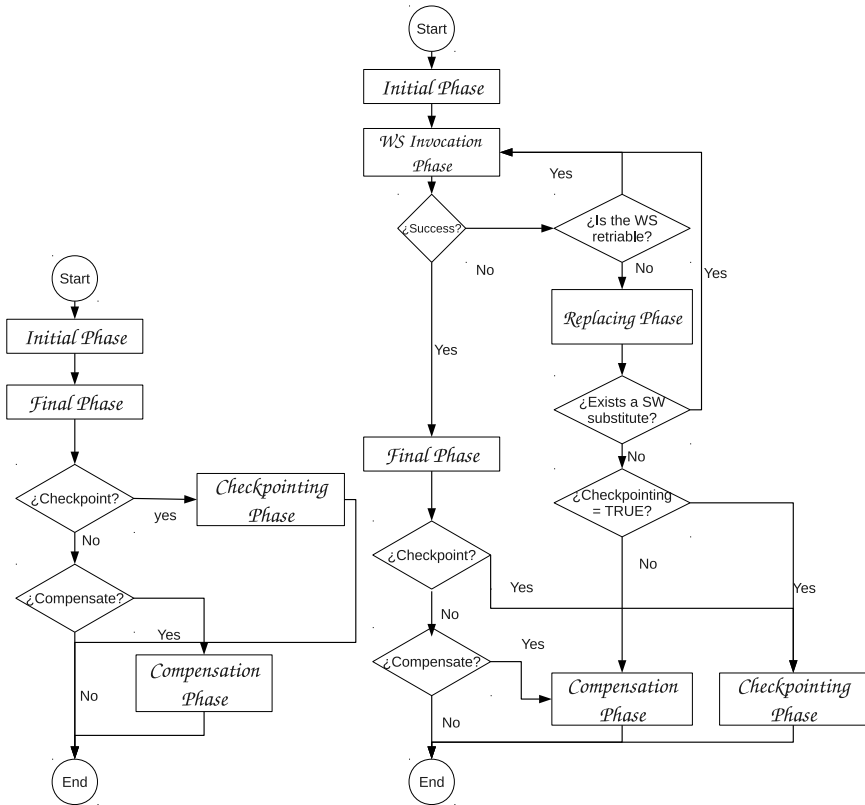 Start
Initial Phase
Final Phase
¿Checkpoint?
yes
Checkpointing
Phase
No
¿Compensate?
Yes
Compensation
Phase
No
End
Start
Initial Phase
WS Invocation
Phase
Yes
¿Success?
No
¿Is the WS
retriable?
No
Yes
Replacing Phase
Yes
¿Exists a SW
substitute?
No
Final Phase
¿Checkpointing
= TRUE?
No
Yes
¿Checkpoint?
Yes
No
¿Compensate?
Yes
No
Compensation
Phase
Checkpointing
Phase
End